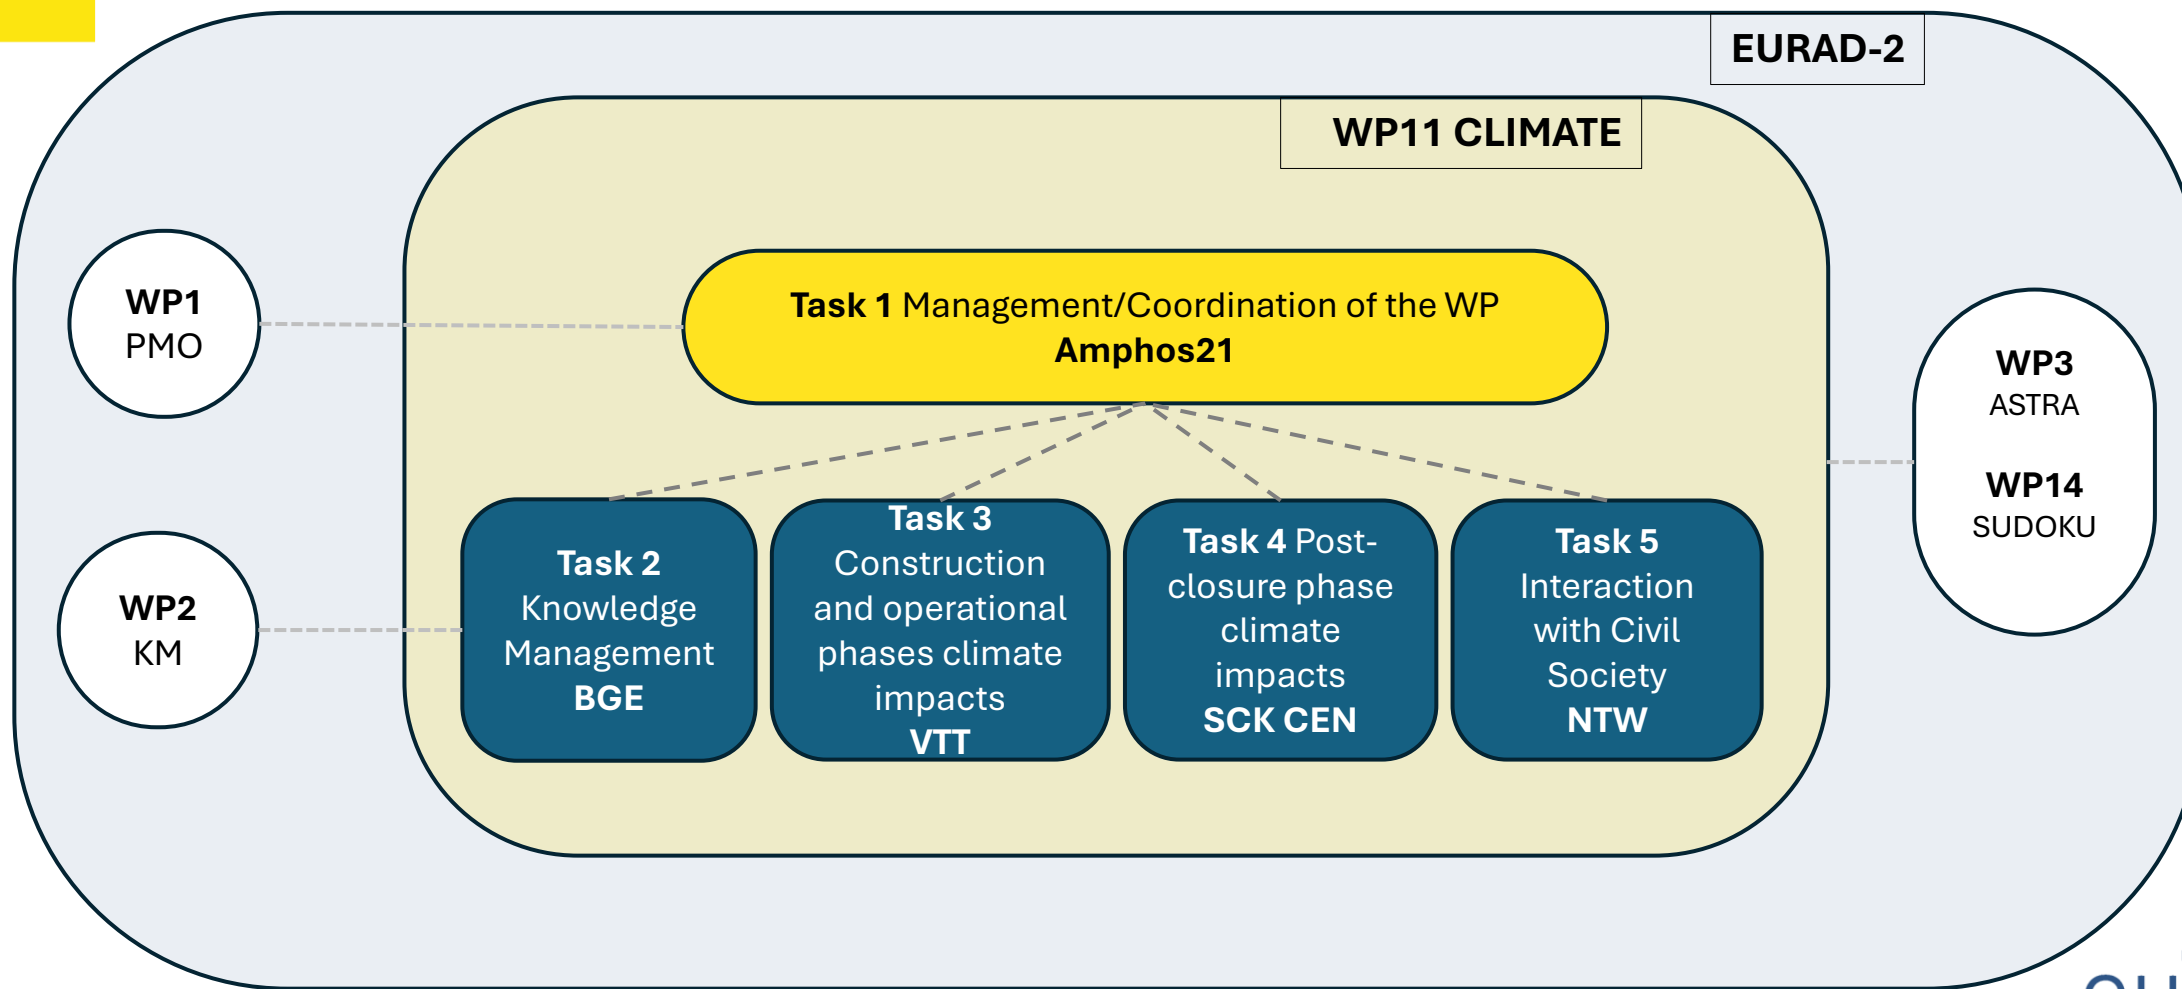 EURAD-2
WP11 CLIMATE
WP1
PMO
Task 1 Management/Coordination of the WP
Amphos21
WP3
ASTRA
WP14
SUDOKU
WP2
KM
Task 2
Knowledge
Management
BGE
Task 3
Construction
and operational
phases climate
impacts
VTT
Task 4 Post-
closure phase
climate
impacts
SCK CEN
Task 5
Interaction
with Civil
Society
NTW